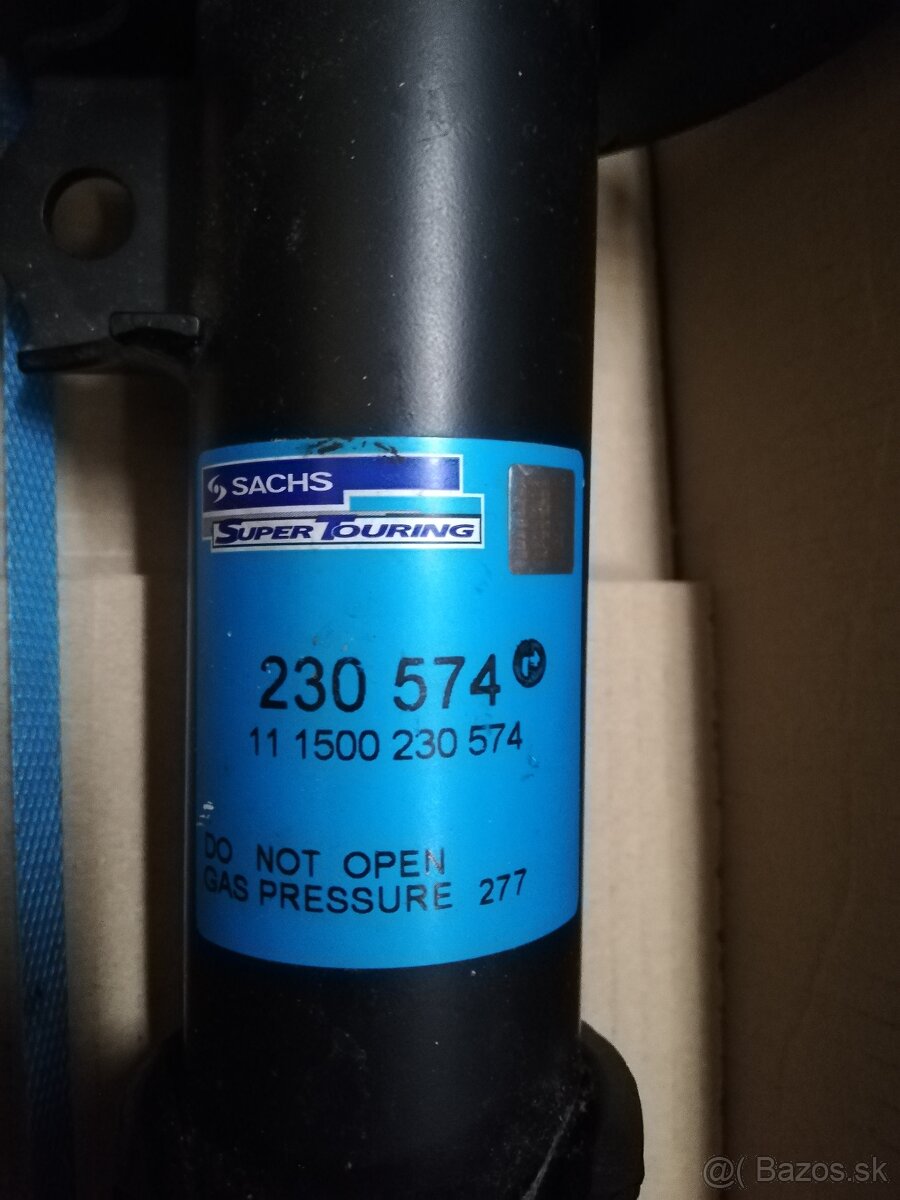 SACHS
SUPER TOURING
230 574
11 1500 230 574
DO NOT OPEN
GAS PRESSURE 277
@( Bazos.sk